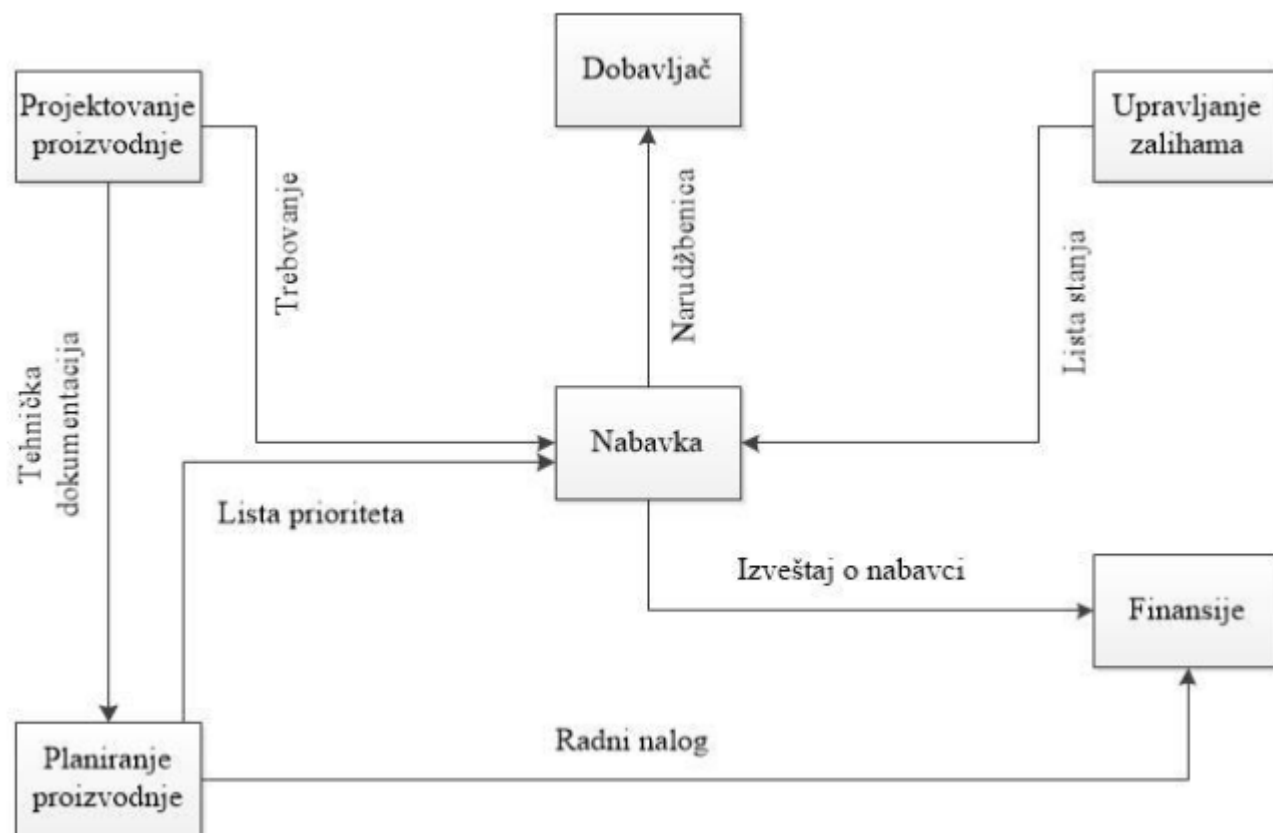 Dobavljač
Projektovanje
proizvodnje
Upravljanje
zalihama
Trebovanje
Narudžbenica
Lista stanja
Tehnička
dokumentacija
Nabavka
Lista prioriteta
Izveštaj o nabavci
Finansije
Radni nalog
Planiranje
proizvodnje